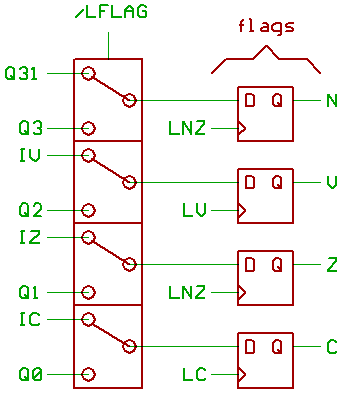 /LFLAG
flags
Q31
D Q N
Q3 LNZ
IV
D Q V
Q2 LV
IZ
D Q Z
Q1 LNZ
IC
D Q C
Q0 LC